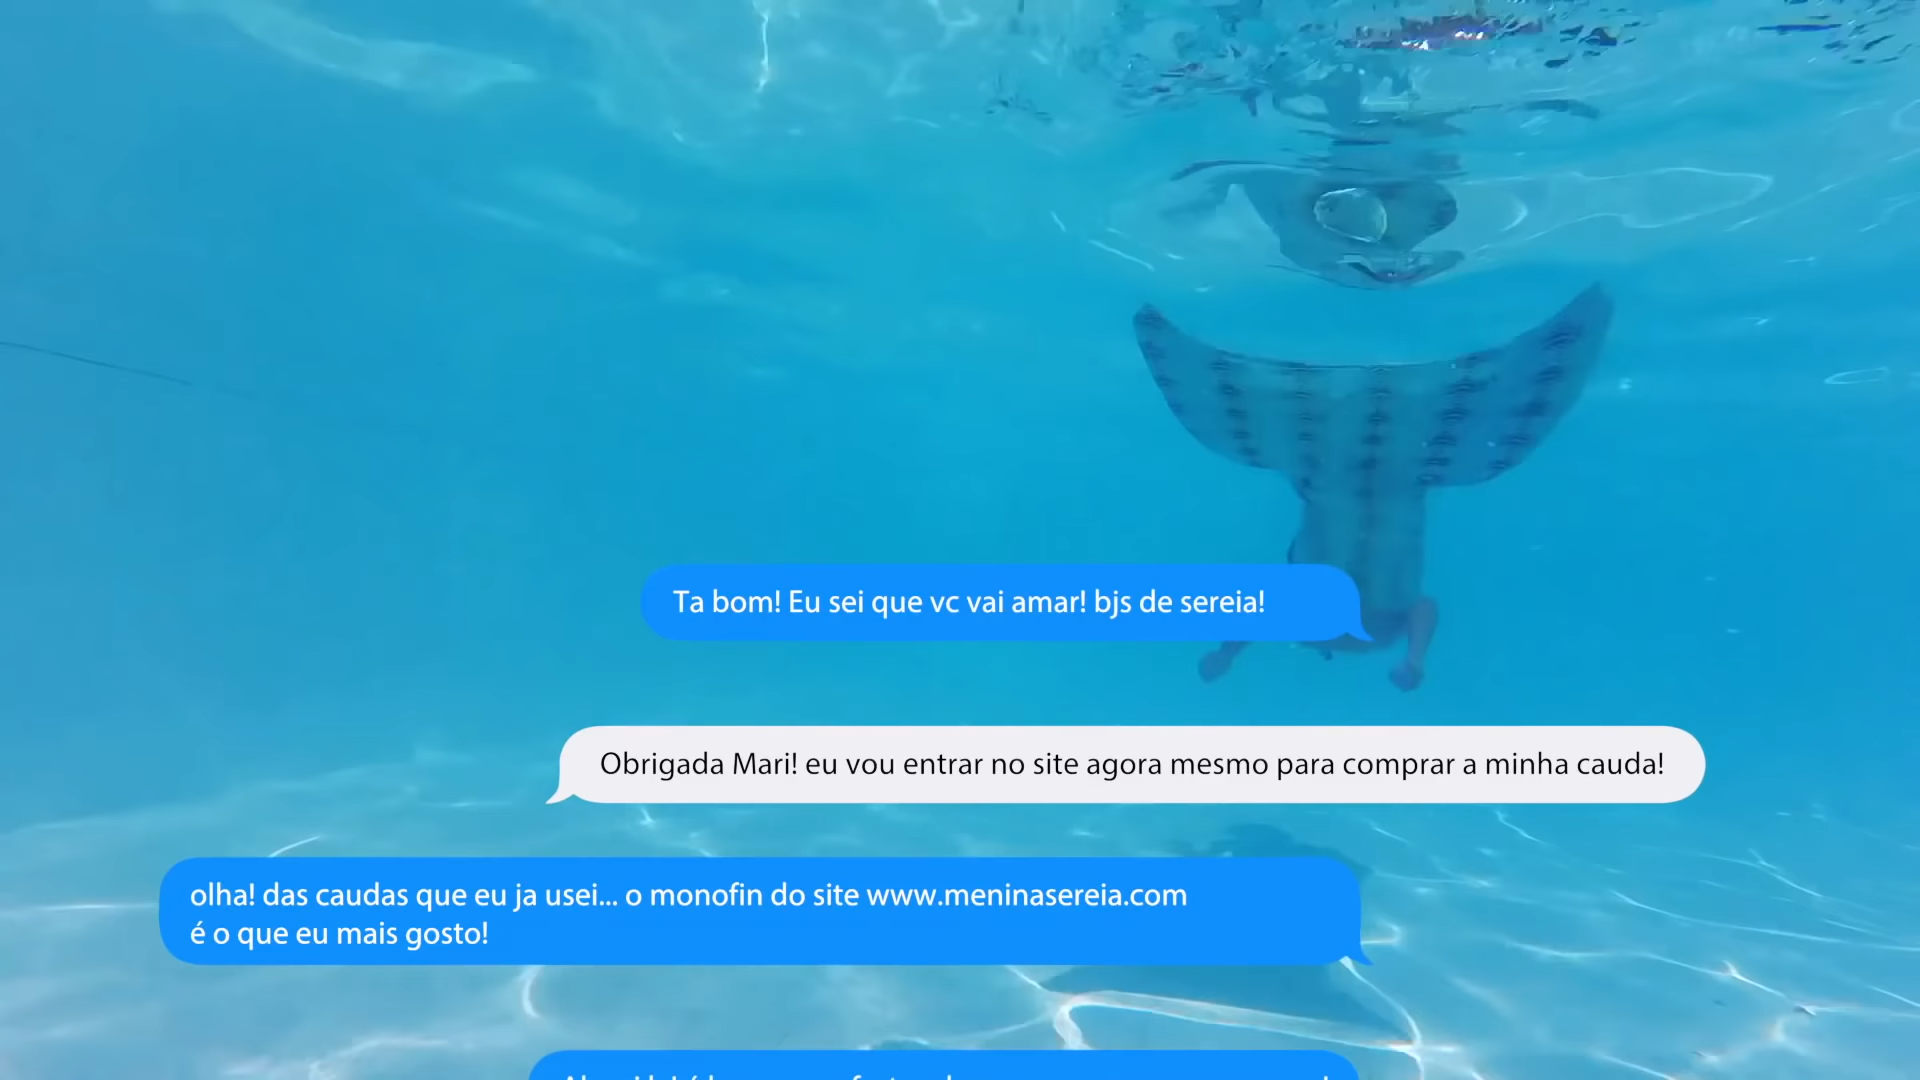 Ta bom! Eu sei que vc vai amar! bjs de sereia!
Obrigada Mari! eu vou entrar no site agora mesmo para comprar a minha cauda!
olha! das caudas que eu ja usei... o monofin do site www.meninasereia.com
é o que eu mais gosto!